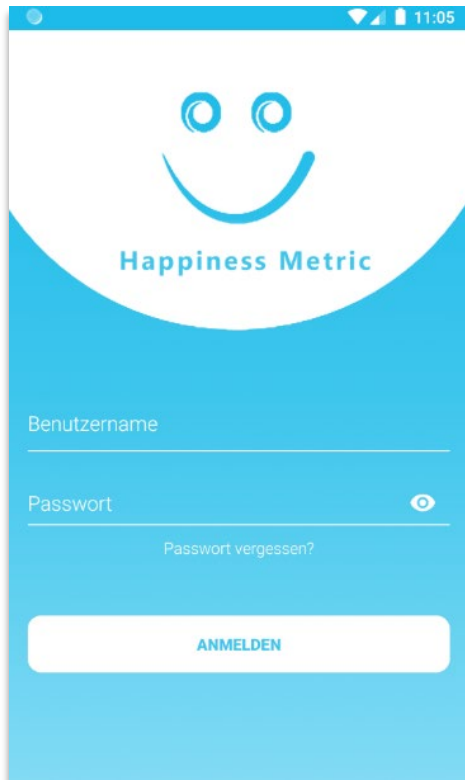 11:05
Happiness Metric
Benutzername
Passwort
Passwort vergessen?
ANMELDEN